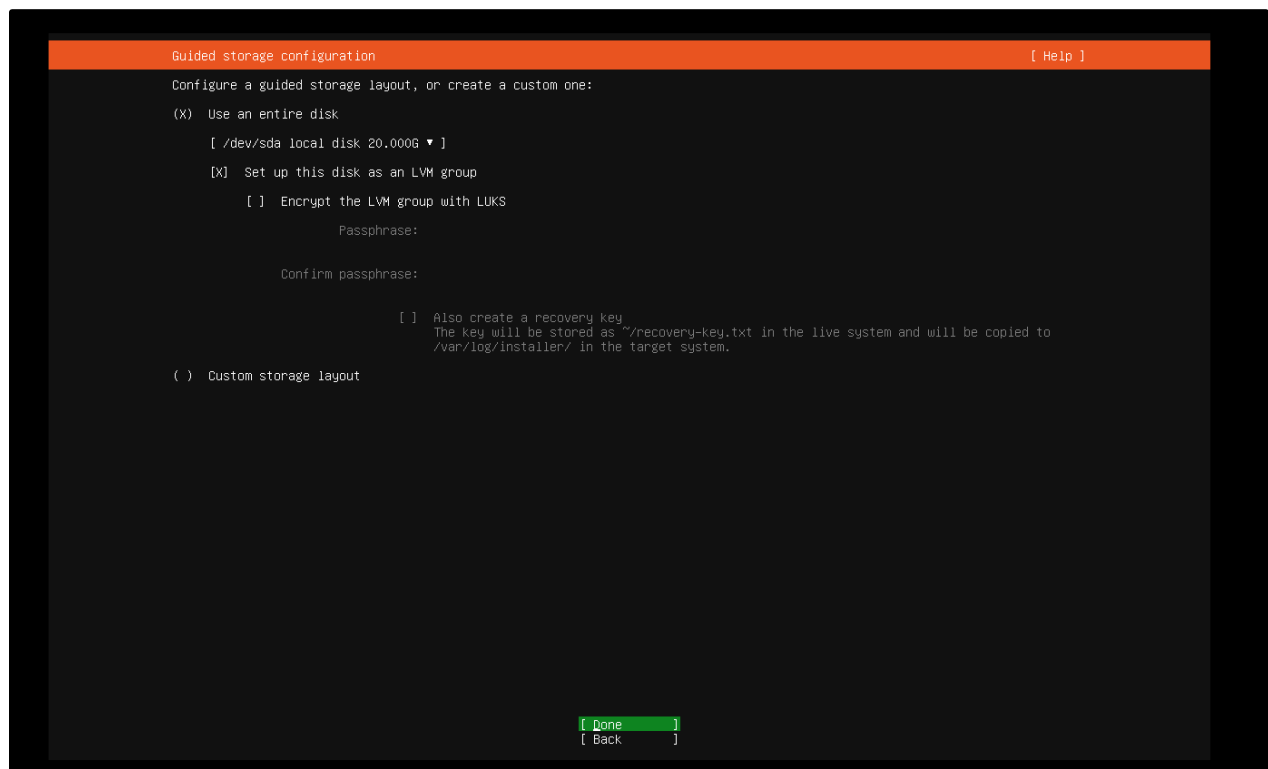 Guided storage configuration [ Help ]
Configure a guided storage layout, or create a custom one:
(X) Use an entire disk
[ /dev/sda local disk 20.000G ▾ ]
[X] Set up this disk as an LVM group
[ ] Encrypt the LVM group with LUKS
Passphrase:
Confirm passphrase:
[ ] Also create a recovery key
The key will be stored as ~/recovery-key.txt in the live system and will be copied to
/var/log/installer/ in the target system.
( ) Custom storage layout
[ Done ]
[ Back ]